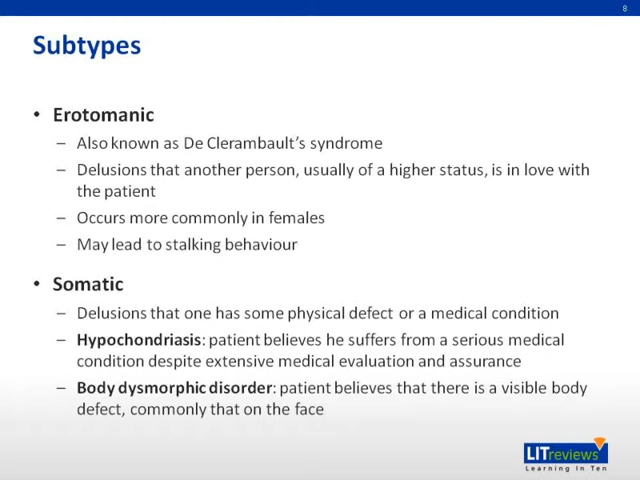 8
Subtypes
• Erotomanic
– Also known as De Clerambault's syndrome
– Delusions that another person, usually of a higher status, is in love with
the patient
– Occurs more commonly in females
– May lead to stalking behaviour
• Somatic
– Delusions that one has some physical defect or a medical condition
– Hypochondriasis: patient believes he suffers from a serious medical
condition despite extensive medical evaluation and assurance
– Body dysmorphic disorder: patient believes that there is a visible body
defect, commonly that on the face
LITreviews
Learning In Ten